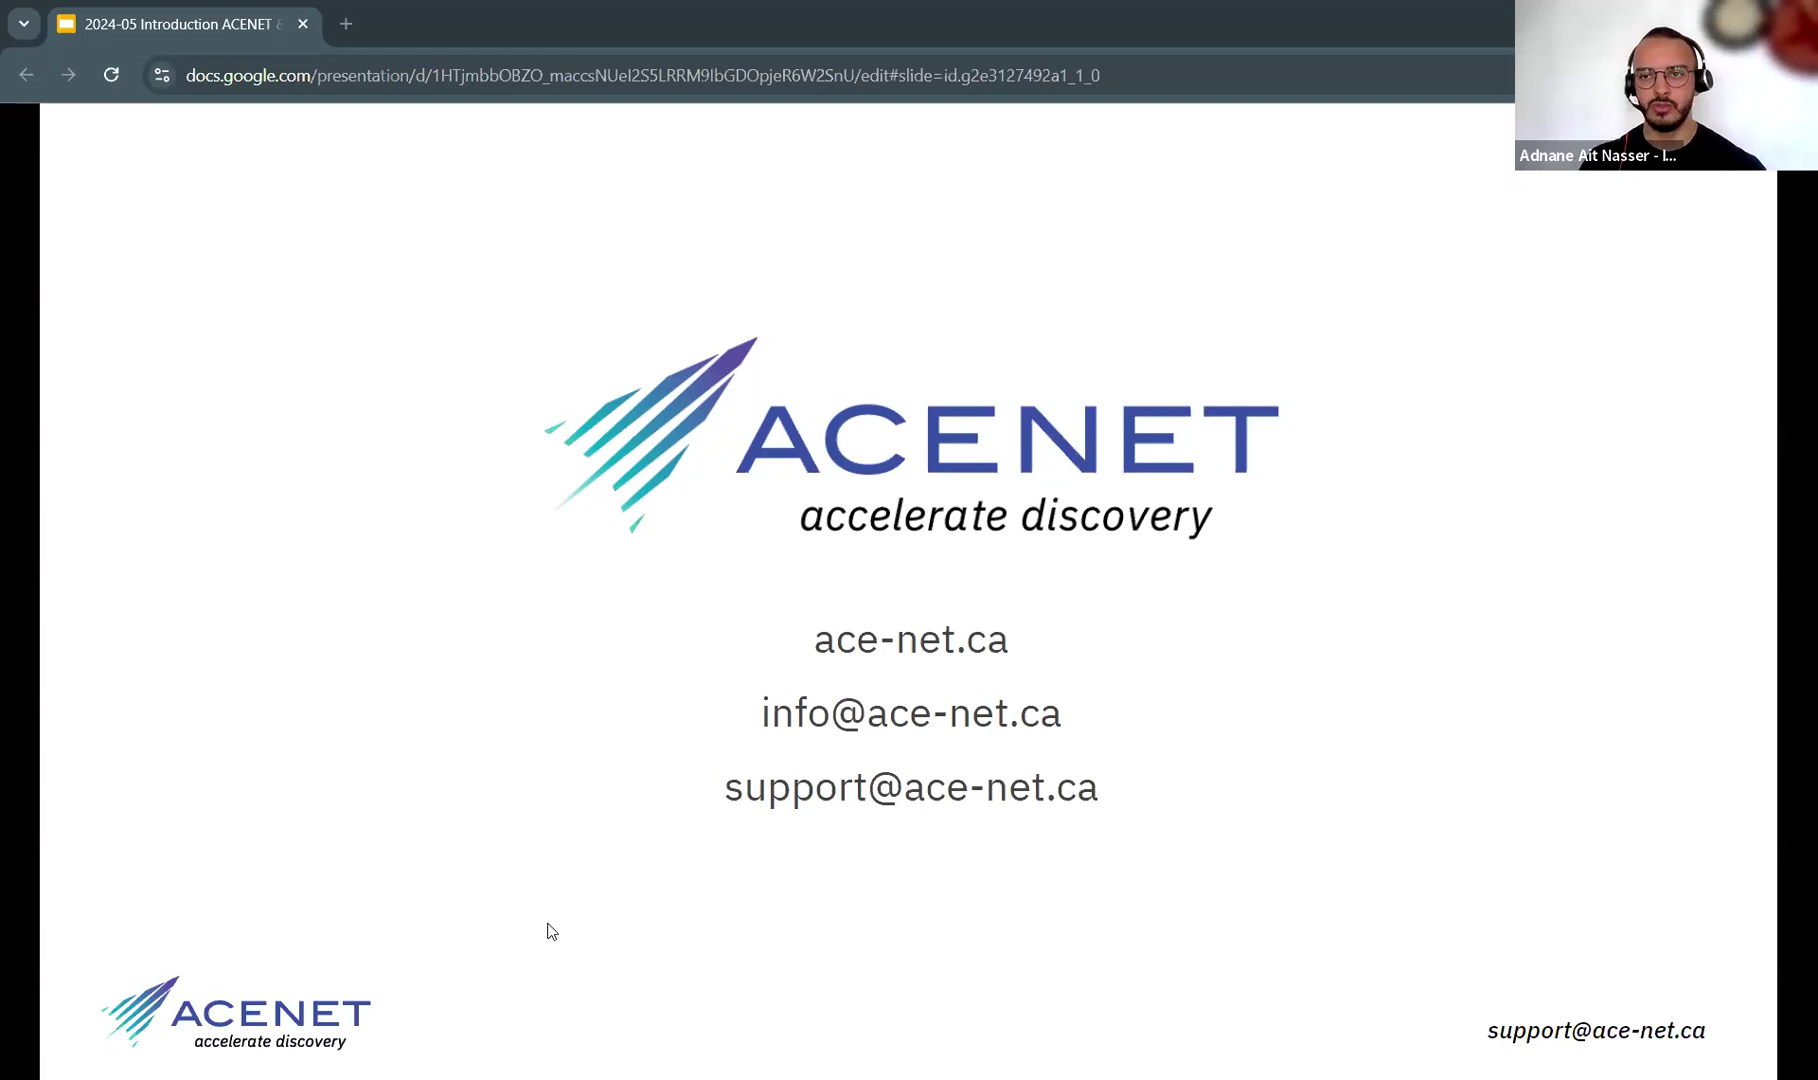 2024-05 Introduction ACENET
docs.google.com/presentation/d/1HTjmbbOBZO_maccsNUeI2S5LRRM9IbGDOpjeR6W2SnU/edit#slide=id.g2e3127492a1_1_0
Adnane Ait Nasser - I...
ACENET
accelerate discovery
ace-net.ca
info@ace-net.ca
support@ace-net.ca
ACENET
accelerate discovery
support@ace-net.ca